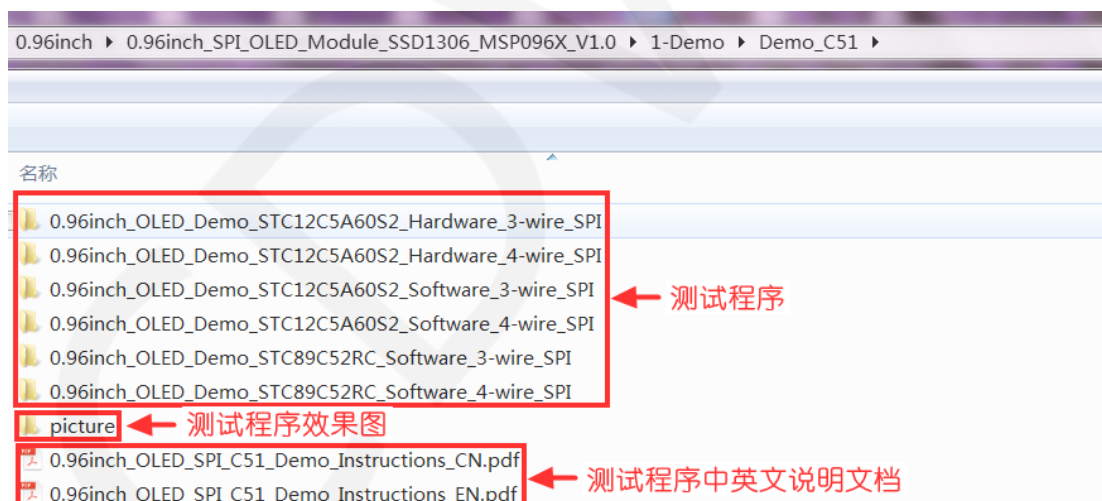 0.96inch ▸ 0.96inch_SPI_OLED_Module_SSD1306_MSP096X_V1.0 ▸ 1-Demo ▸ Demo_C51 ▸
名称
0.96inch_OLED_Demo_STC12C5A60S2_Hardware_3-wire_SPI
0.96inch_OLED_Demo_STC12C5A60S2_Hardware_4-wire_SPI
0.96inch_OLED_Demo_STC12C5A60S2_Software_3-wire_SPI
测试程序
0.96inch_OLED_Demo_STC12C5A60S2_Software_4-wire_SPI
0.96inch_OLED_Demo_STC89C52RC_Software_3-wire_SPI
0.96inch_OLED_Demo_STC89C52RC_Software_4-wire_SPI
picture 测试程序效果图
0.96inch_OLED_SPI_C51_Demo_Instructions_CN.pdf
测试程序中英文说明文档
0.96inch_OLED_SPI_C51_Demo_Instructions_EN.pdf